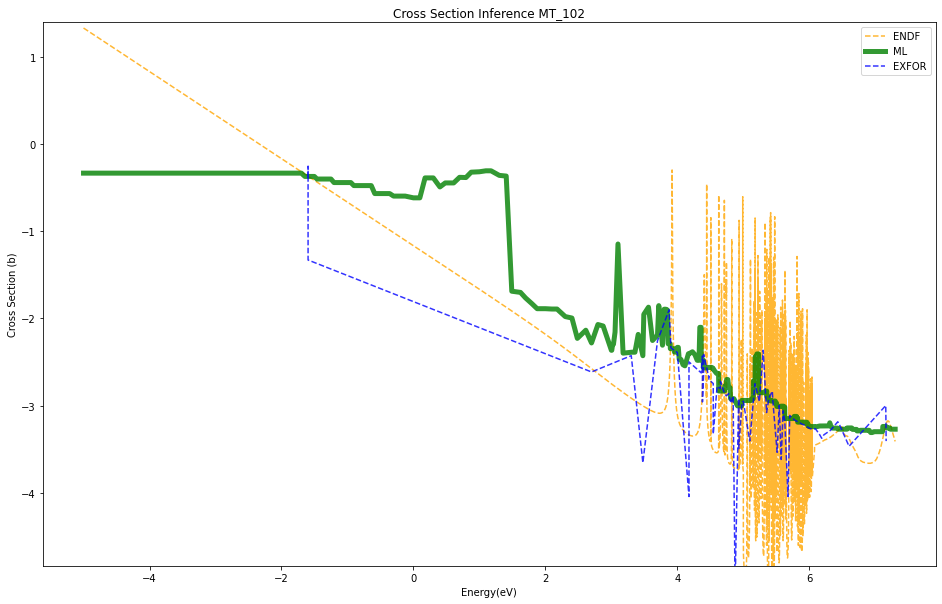 Cross Section Inference MT_102
ENDF
ML
EXFOR
Cross Section (b)
1
0
−1
−2
−3
−4
−4
−2
0
2
4
6
Energy(eV)